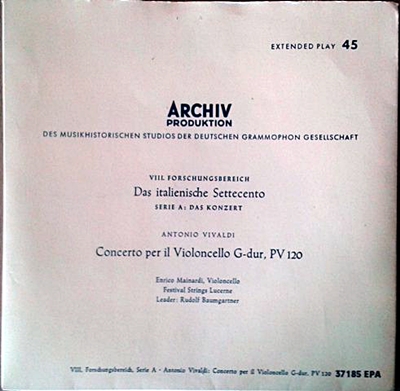 EXTENDED PLAY 45
ARCHIV
PRODUKTION
DES MUSIKHISTORISCHEN STUDIOS DER DEUTSCHEN GRAMMOPHON GESELLSCHAFT
VIII. FORSCHUNGSBEREICH
Das italienische Settecento
SERIE A: DAS KONZERT
ANTONIO VIVALDI
Concerto per il Violoncello G-dur, PV 120
Enrico Mainardi, Violoncello
Festival Strings Lucerne
Leader: Rudolf Baumgartner
VIII. Forschungsbereich, Serie A - Antonio Vivaldi: Concerto per il Violoncello G-dur, PV 120 37185 EPA